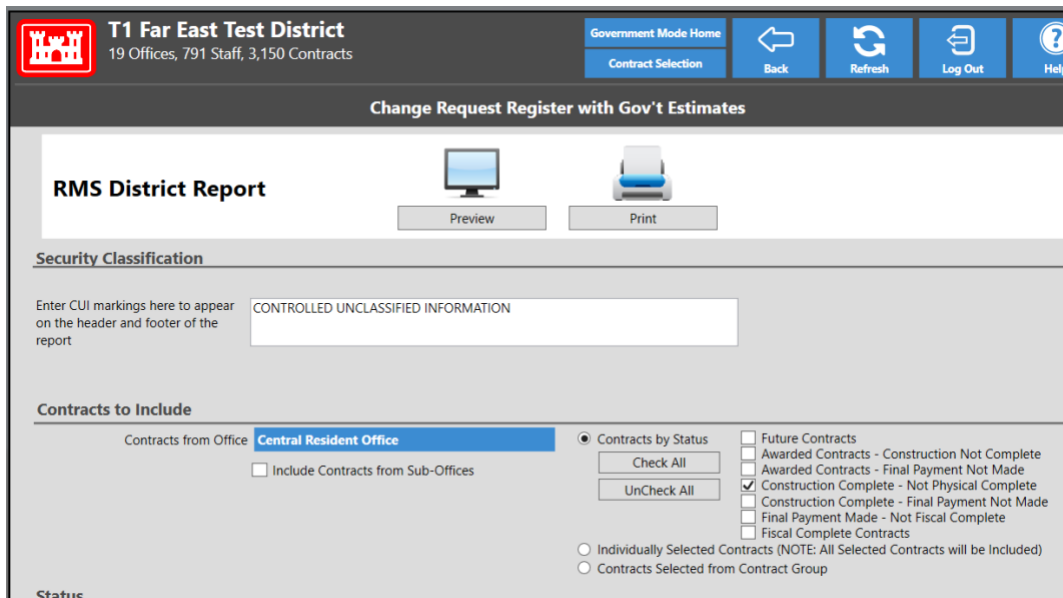 T1 Far East Test District
19 Offices, 791 Staff, 3,150 Contracts
Government Mode Home
Contract Selection
Back
Refresh
Log Out
Change Request Register with Gov't Estimates
RMS District Report
Preview
Print
Security Classification
Enter CUI markings here to appear
on the header and footer of the
report
CONTROLLED UNCLASSIFIED INFORMATION
Contracts to Include
Contracts from Office
Central Resident Office
Include Contracts from Sub-Offices
Contracts by Status
Check All
UnCheck All
Future Contracts
Awarded Contracts - Construction Not Complete
Awarded Contracts - Final Payment Not Made
Construction Complete - Not Physical Complete
Construction Complete - Final Payment Not Made
Final Payment Made - Not Fiscal Complete
Fiscal Complete Contracts
Individually Selected Contracts (NOTE: All Selected Contracts will be Included)
Contracts Selected from Contract Group
Status